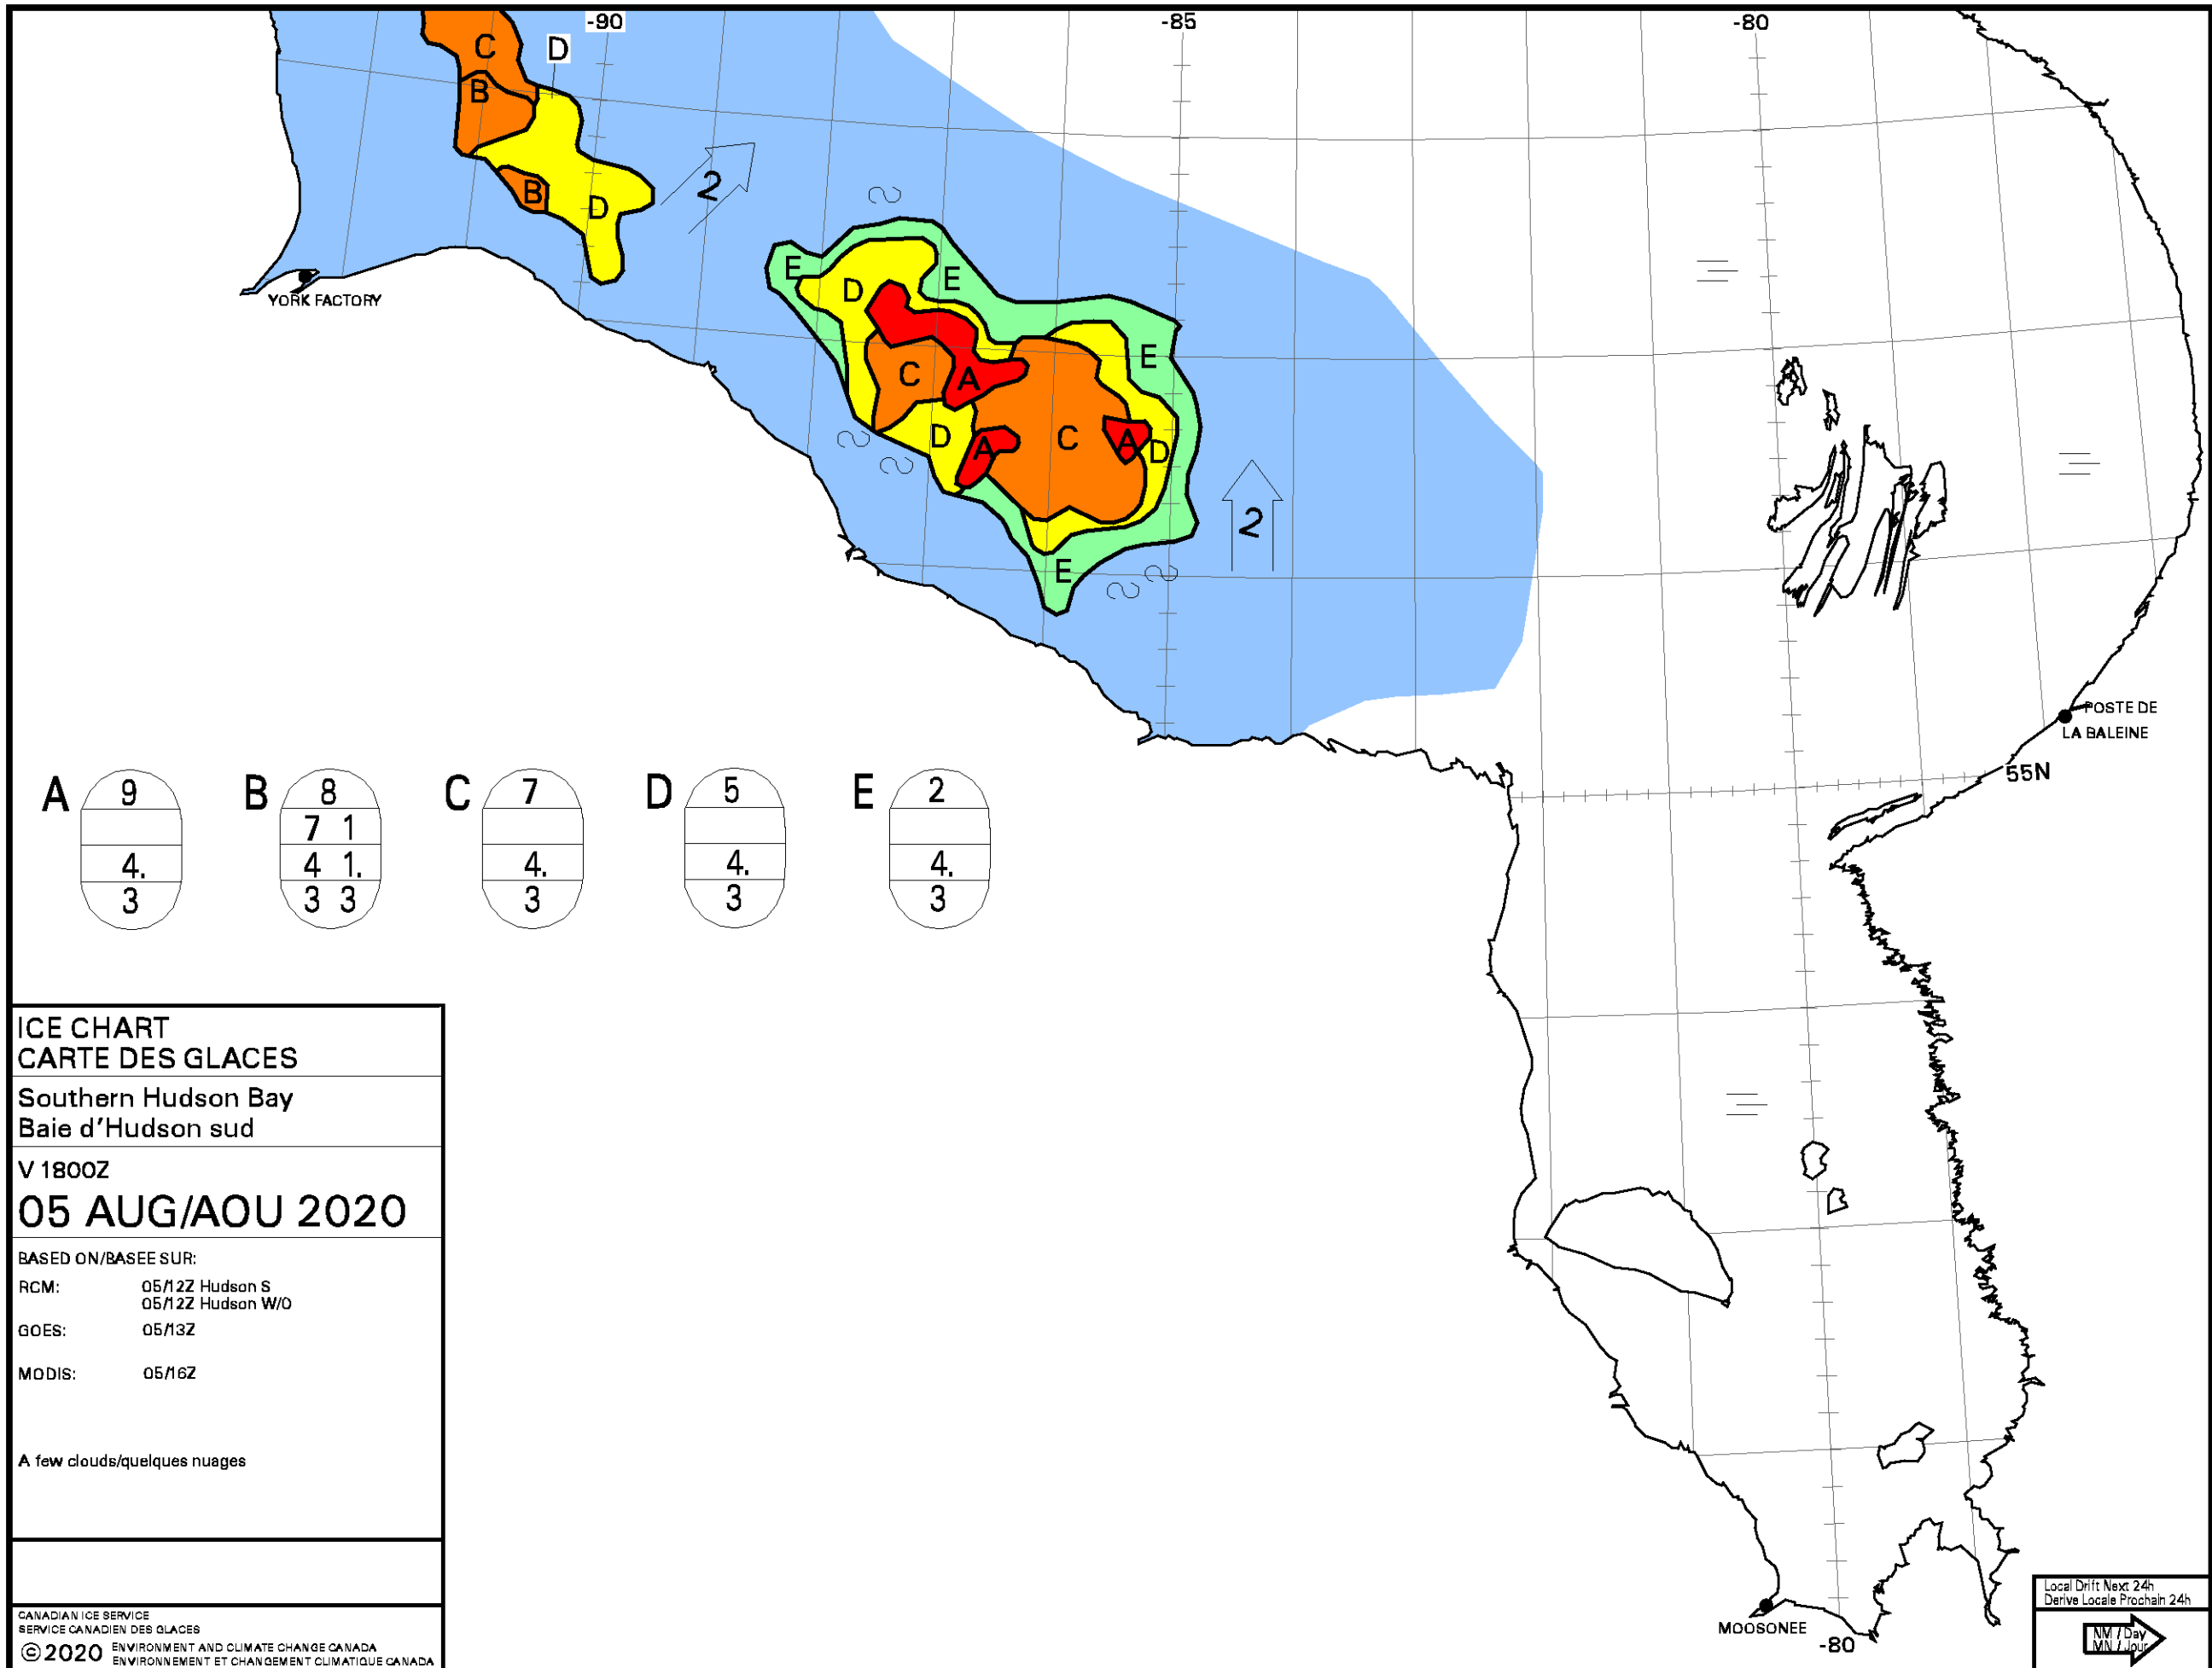 -90
-85
-80
C
D
B
B
D
2
E
E
D
E
C
A
D
A
C
A
D
2
E
YORK FACTORY
POSTE DE
LA BALEINE
55N
A
9
4.
3
B
8
7 1
4 1.
3 3
C
7
4.
3
D
5
4.
3
E
2
4.
3
ICE CHART
CARTE DES GLACES
Southern Hudson Bay
Baie d'Hudson sud
V 1800Z
05 AUG/AOU 2020
BASED ON/BASEE SUR:
RCM: 05/12Z Hudson S
05/12Z Hudson W/O
GOES: 05/13Z
MODIS: 05/16Z
A few clouds/quelques nuages
CANADIAN ICE SERVICE
SERVICE CANADIEN DES GLACES
©2020 ENVIRONMENT AND CLIMATE CHANGE CANADA
ENVIRONNEMENT ET CHANGEMENT CLIMATIQUE CANADA
MOOSONEE
-80
Local Drift Next 24h
Derive Locale Prochain 24h
NM / Day
MN / Jour